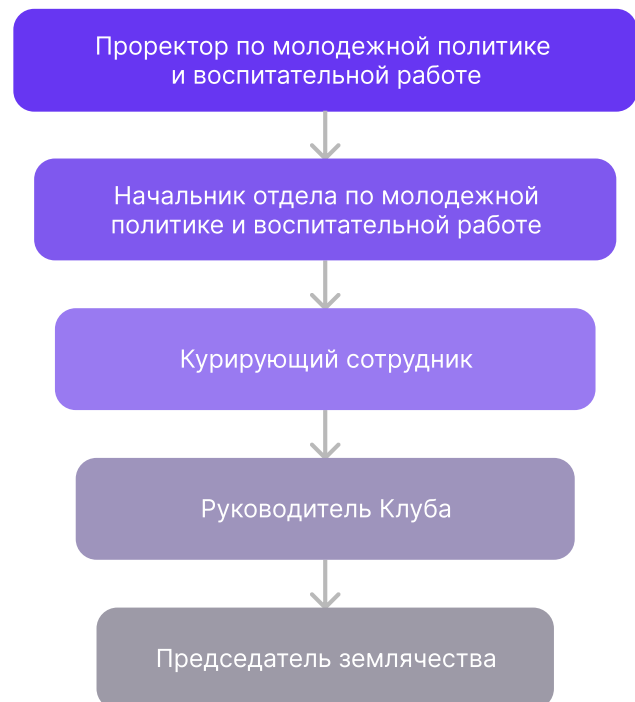 Проректор по молодежной политике
и воспитательной работе
Начальник отдела по молодежной
политике и воспитательной работе
Курирующий сотрудник
Руководитель Клуба
Председатель землячества